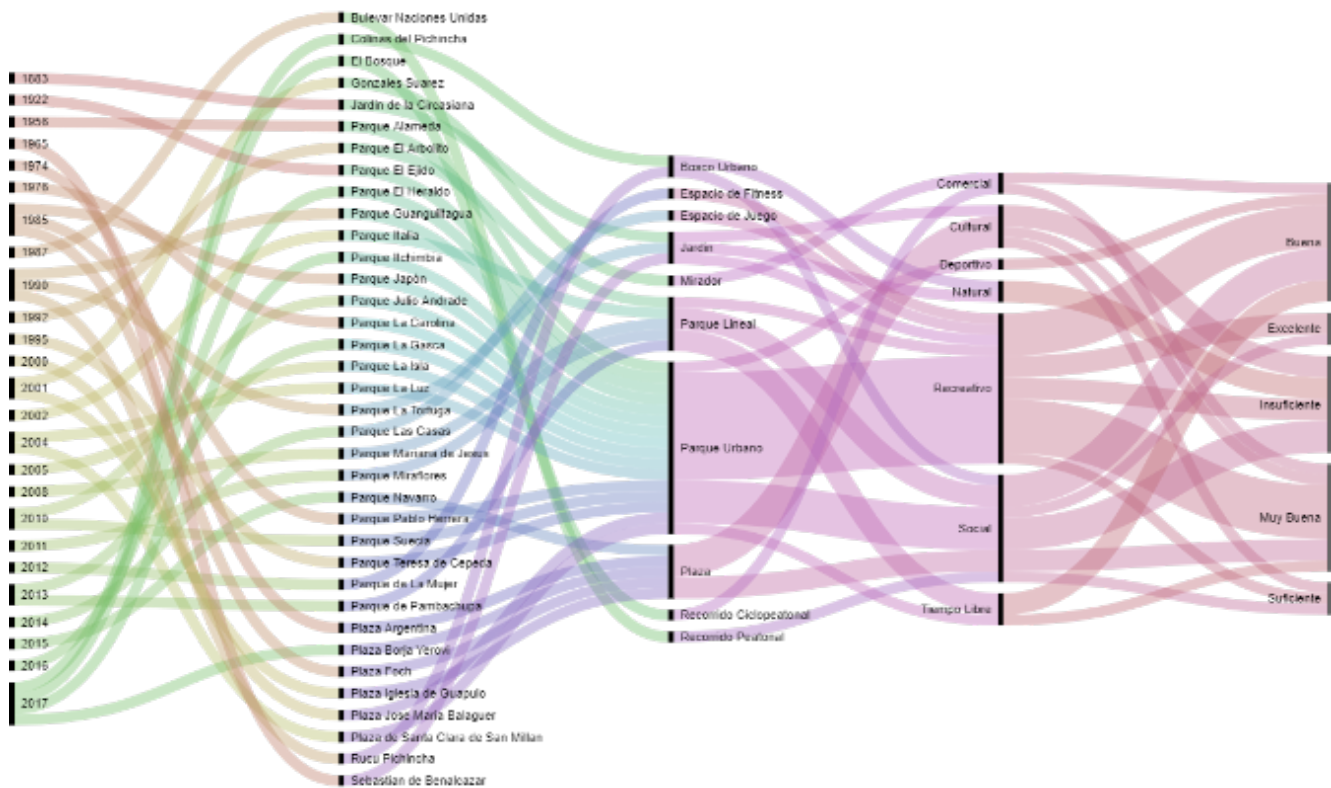 1883
1922
1956
1965
1974
1976
1985
1987
1990
1992
1995
2000
2001
2002
2004
2005
2008
2010
2011
2012
2013
2014
2015
2016
2017
Bulevar Naciones Unidas
Colinas del Pichincha
El Bosque
Gonzales Suarez
Jardin de la Circasiana
Parque Alameda
Parque El Arbolito
Parque El Ejido
Parque El Heraldo
Parque Guanguiltagua
Parque Italia
Parque Itchimbia
Parque Japón
Parque Julio Andrade
Parque La Carolina
Parque La Gasca
Parque La Isla
Parque La Luz
Parque La Tortuga
Parque Las Casas
Parque Mariana de Jesus
Parque Miraflores
Parque Navarro
Parque Pablo Herrera
Parque Suecia
Parque Teresa de Cepeda
Parque de La Mujer
Parque de Pambachupa
Plaza Argentina
Plaza Borja Yerovi
Plaza Foch
Plaza Iglesia de Guapulo
Plaza Jose Maria Balaguer
Plaza de Santa Clara de San Millan
Rucu Pichincha
Sebastian de Benalcazar
Bosco Urbano
Espacio de Fitness
Espacio de Juego
Jardin
Mirador
Parque Lineal
Parque Urbano
Plaza
Recorrido Ciclopeatonal
Recorrido Peatonal
Comercial
Cultural
Deportivo
Natural
Recreativo
Social
Tiempo Libre
Buena
Excelente
Insuficiente
Muy Buena
Suficiente